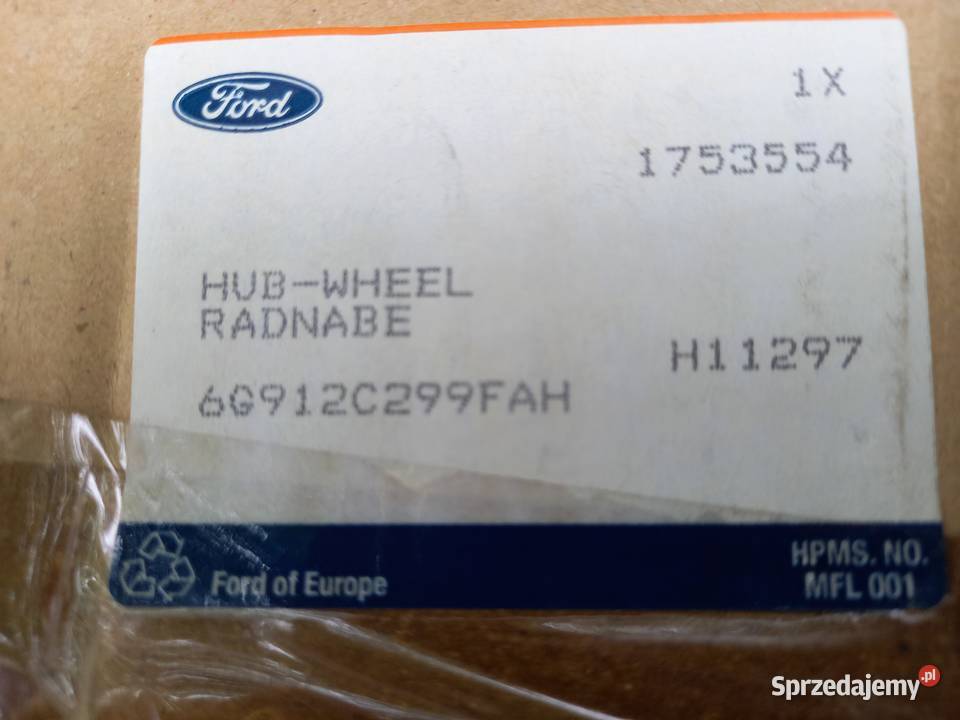 Ford
1X
1753554
HUB-WHEEL
RADNABE
H11297
6G912C299FAH
Ford of Europe
HPMS. NO.
MFL 001
Sprzedajemy.pl